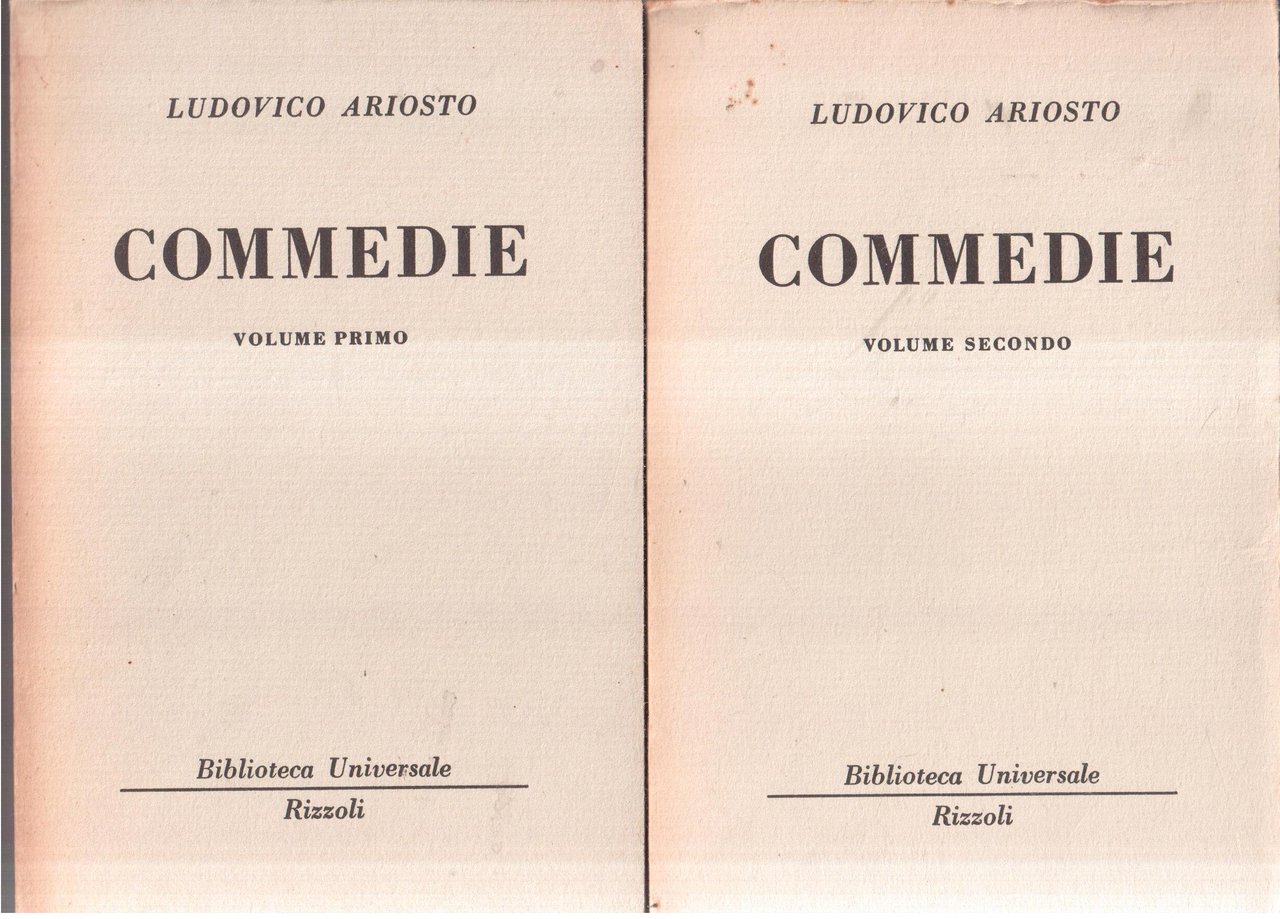 LUDOVICO ARIOSTO
COMMEDIE
VOLUME PRIMO
Biblioteca Universale
Rizzoli
LUDOVICO ARIOSTO
COMMEDIE
VOLUME SECONDO
Biblioteca Universale
Rizzoli